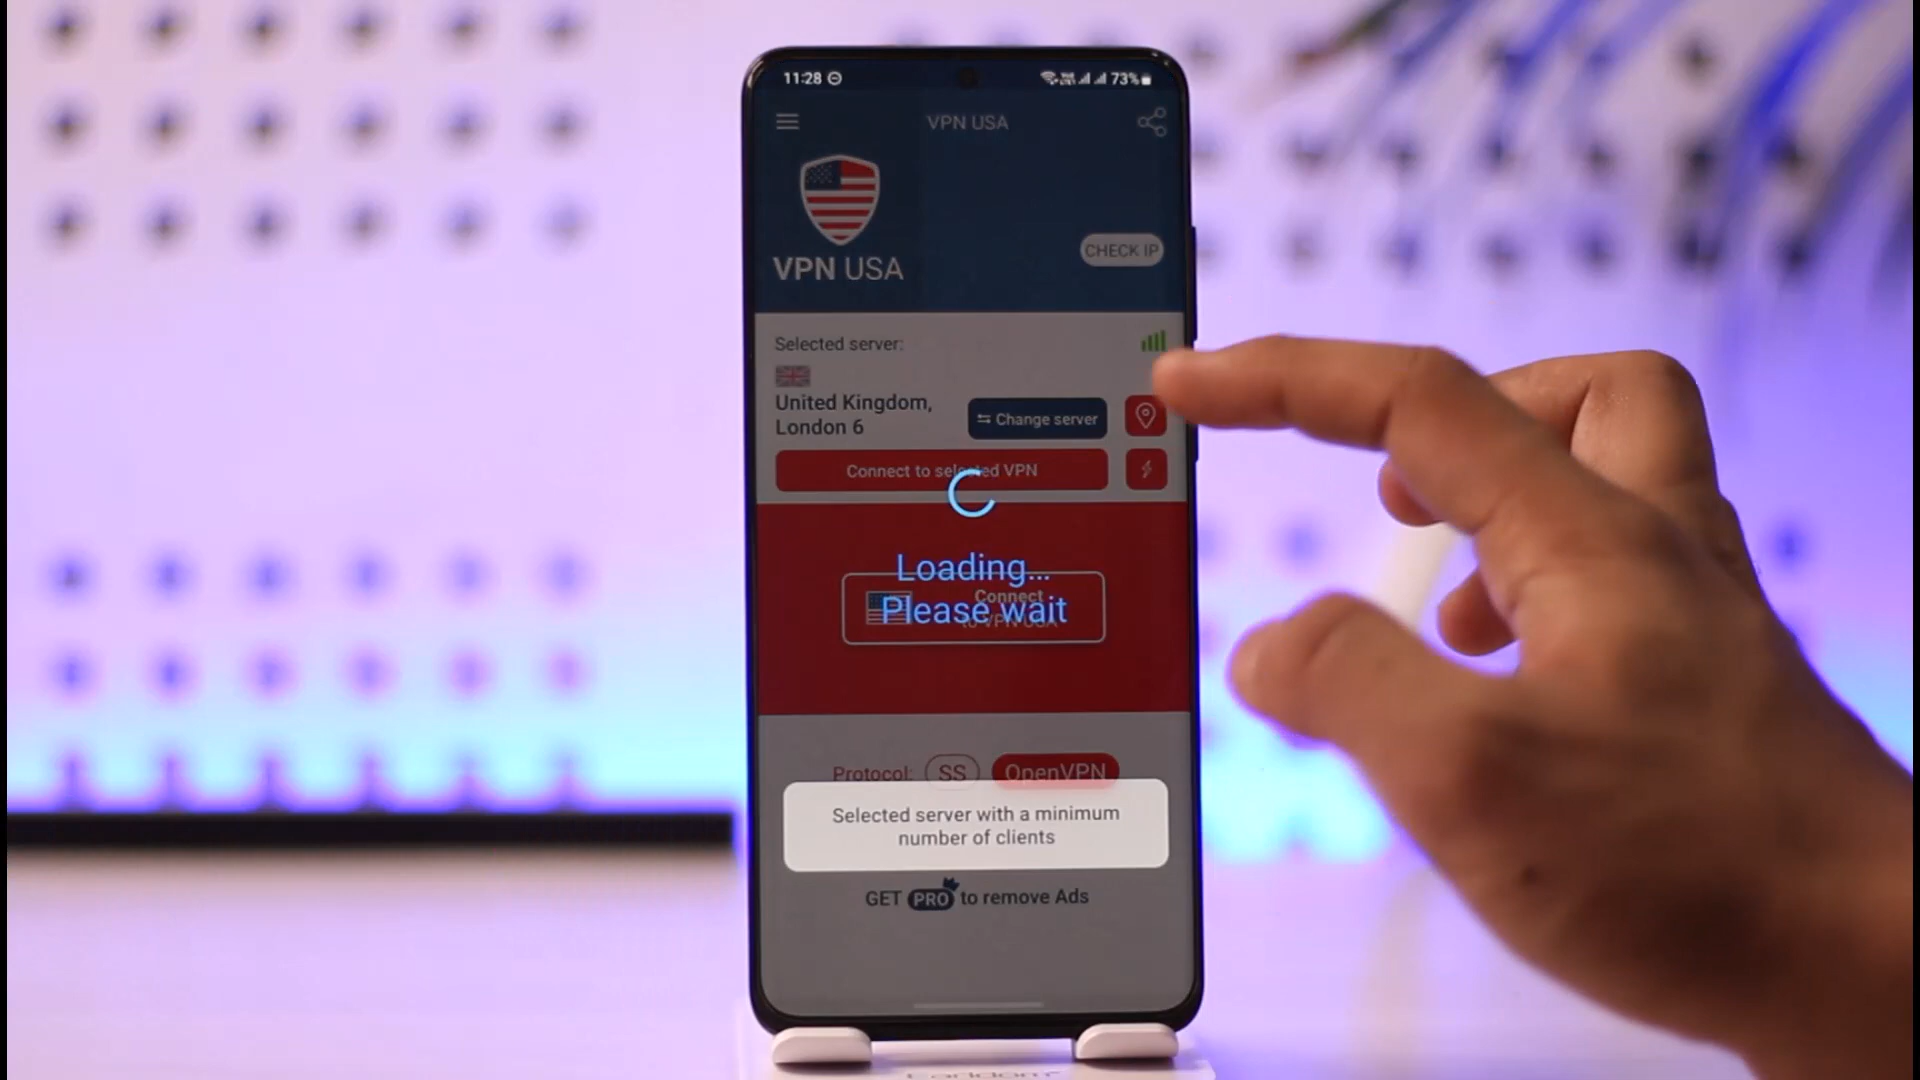 11:28 73%
VPN USA
CHECK IP
VPN USA
Selected server:
United Kingdom,
London 6
Change server
Connect to selected VPN
Loading...
Please wait
Connect
to VPN USA
Protocol: SS OpenVPN
Selected server with a minimum
number of clients
GET PRO to remove Ads